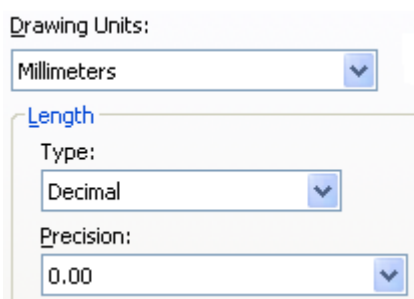 Drawing Units:
Millimeters
Length
Type:
Decimal
Precision:
0.00